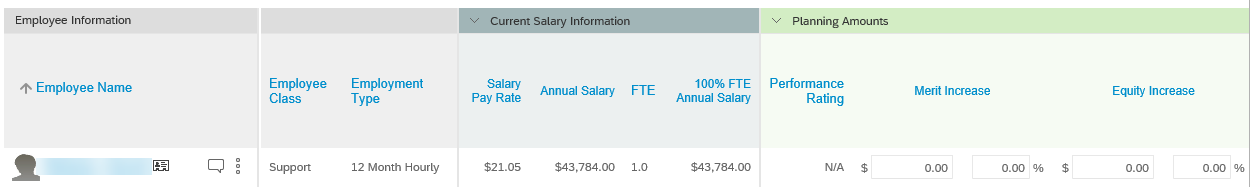 Employee Information
Current Salary Information
Planning Amounts
Employee Name
Employee Class
Employment Type
Salary Pay Rate
Annual Salary
FTE
100% FTE Annual Salary
Performance Rating
Merit Increase
Equity Increase
Support
12 Month Hourly
$21.05
$43,784.00
1.0
$43,784.00
N/A
$ 0.00
0.00 %
$ 0.00
0.00 %